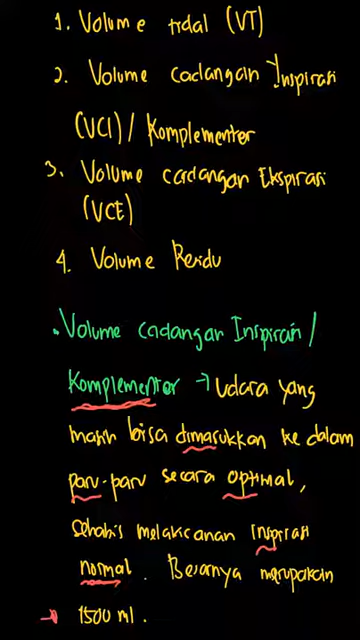 1. Volume tidal (VT)
2. Volume cadangan Inspirasi
(VCI) / Komplementer
3. Volume cadangan Ekspirasi
(VCE)
4. Volume Residu
. Volume cadangan Inspirasi /
Komplementer → Udara yang
masih bisa dimasukkan ke dalam
paru-paru secara optimal,
sehabis melakukan inspirasi
normal. Besarnya merupakan
→ 1500 ml.